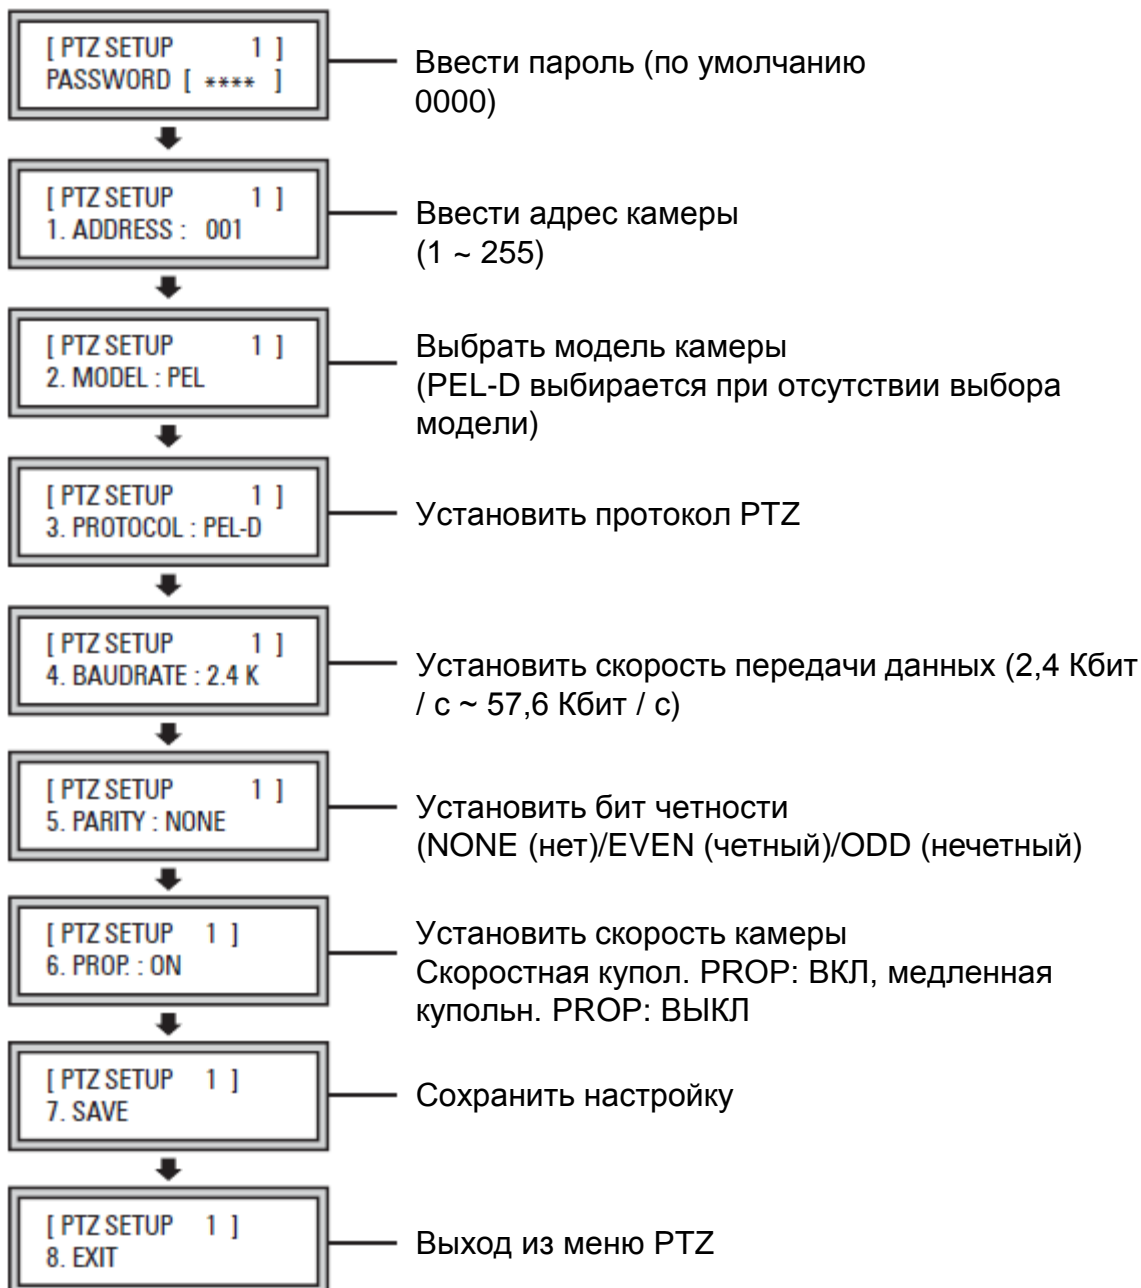 [ PTZ SETUP 1 ]
PASSWORD [ **** ]
Ввести пароль (по умолчанию
0000)
[ PTZ SETUP 1 ]
1. ADDRESS : 001
Ввести адрес камеры
(1 ~ 255)
[ PTZ SETUP 1 ]
2. MODEL : PEL
Выбрать модель камеры
(PEL-D выбирается при отсутствии выбора
модели)
[ PTZ SETUP 1 ]
3. PROTOCOL : PEL-D
Установить протокол PTZ
[ PTZ SETUP 1 ]
4. BAUDRATE : 2.4 K
Установить скорость передачи данных (2,4 Кбит
/ с ~ 57,6 Кбит / с)
[ PTZ SETUP 1 ]
5. PARITY : NONE
Установить бит четности
(NONE (нет)/EVEN (четный)/ODD (нечетный)
[ PTZ SETUP 1 ]
6. PROP. : ON
Установить скорость камеры
Скоростная купол. PROP: ВКЛ, медленная
купольн. PROP: ВЫКЛ
[ PTZ SETUP 1 ]
7. SAVE
Сохранить настройку
[ PTZ SETUP 1 ]
8. EXIT
Выход из меню PTZ